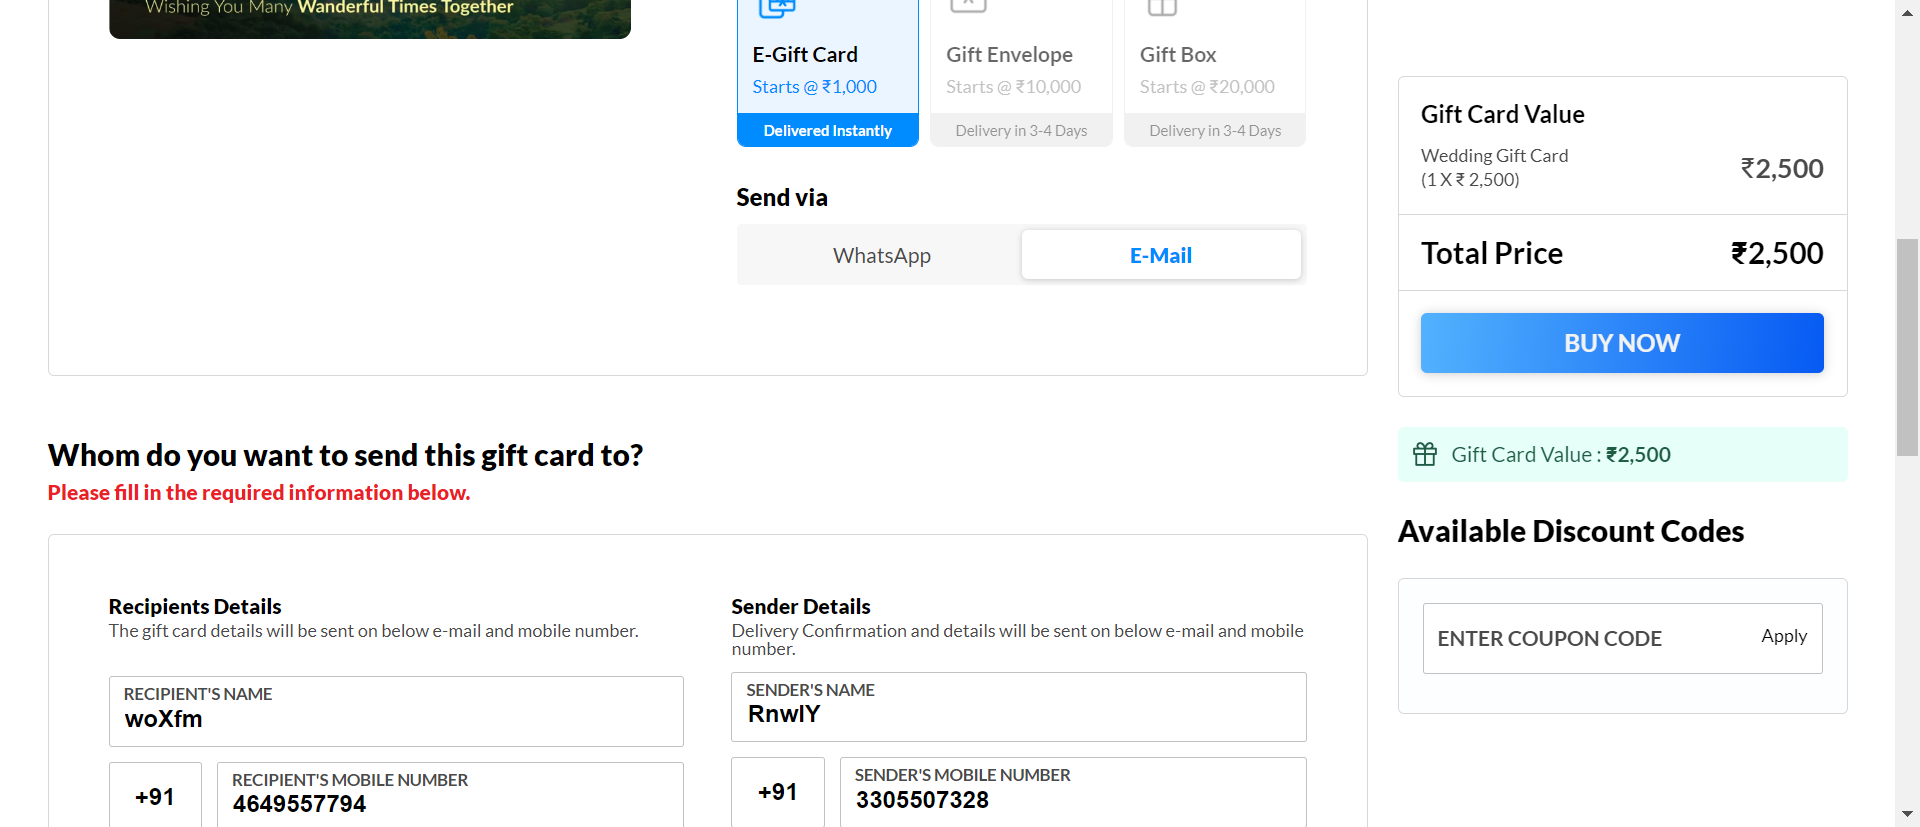 Wishing You Many Wanderful Times Together
E-Gift Card
Starts @ ₹1,000
Delivered Instantly
Gift Envelope
Starts @ ₹10,000
Delivery in 3-4 Days
Gift Box
Starts @ ₹20,000
Delivery in 3-4 Days
Send via
WhatsApp
E-Mail
Whom do you want to send this gift card to?
Please fill in the required information below.
Recipients Details
The gift card details will be sent on below e-mail and mobile number.
RECIPIENT'S NAME
woXfm
+91
RECIPIENT'S MOBILE NUMBER
4649557794
Sender Details
Delivery Confirmation and details will be sent on below e-mail and mobile
number.
SENDER'S NAME
RnwlY
+91
SENDER'S MOBILE NUMBER
3305507328
Gift Card Value
Wedding Gift Card
(1 X ₹ 2,500)
₹2,500
Total Price
₹2,500
BUY NOW
Gift Card Value : ₹2,500
Available Discount Codes
ENTER COUPON CODE
Apply